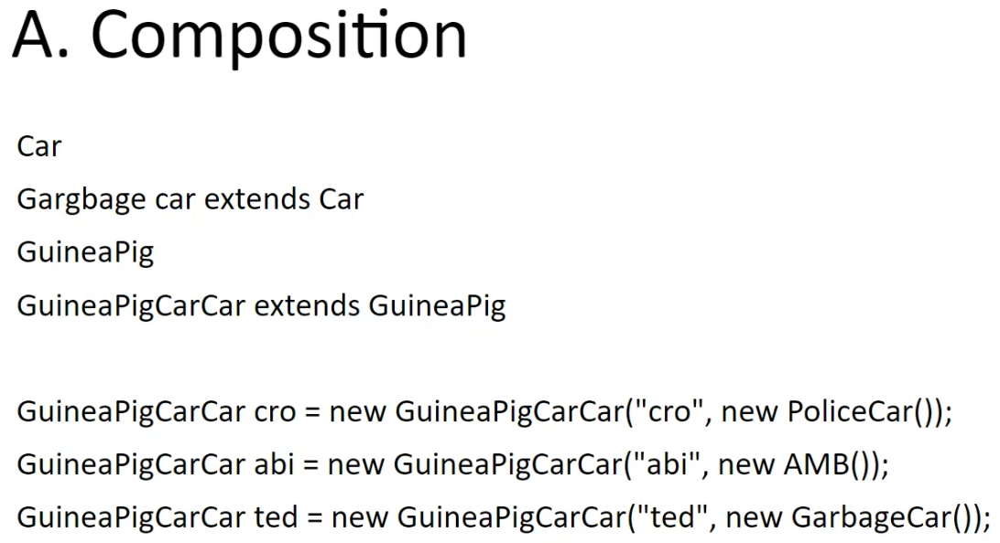 A. Composition
Car
Gargbage car extends Car
GuineaPig
GuineaPigCarCar extends GuineaPig
GuineaPigCarCar cro = new GuineaPigCarCar("cro", new PoliceCar());
GuineaPigCarCar abi = new GuineaPigCarCar("abi", new AMB());
GuineaPigCarCar ted = new GuineaPigCarCar("ted", new GarbageCar());